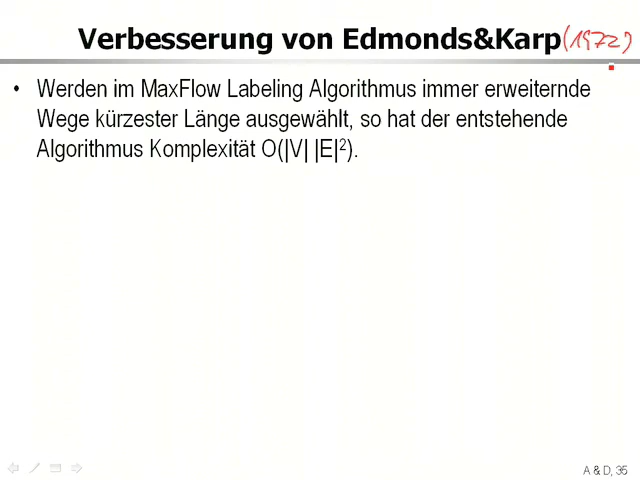 Verbesserung von Edmonds&Karp (1972)
• Werden im MaxFlow Labeling Algorithmus immer erweiternde
Wege kürzester Länge ausgewählt, so hat der entstehende
Algorithmus Komplexität O(|V| |E|²).
A & D, 35